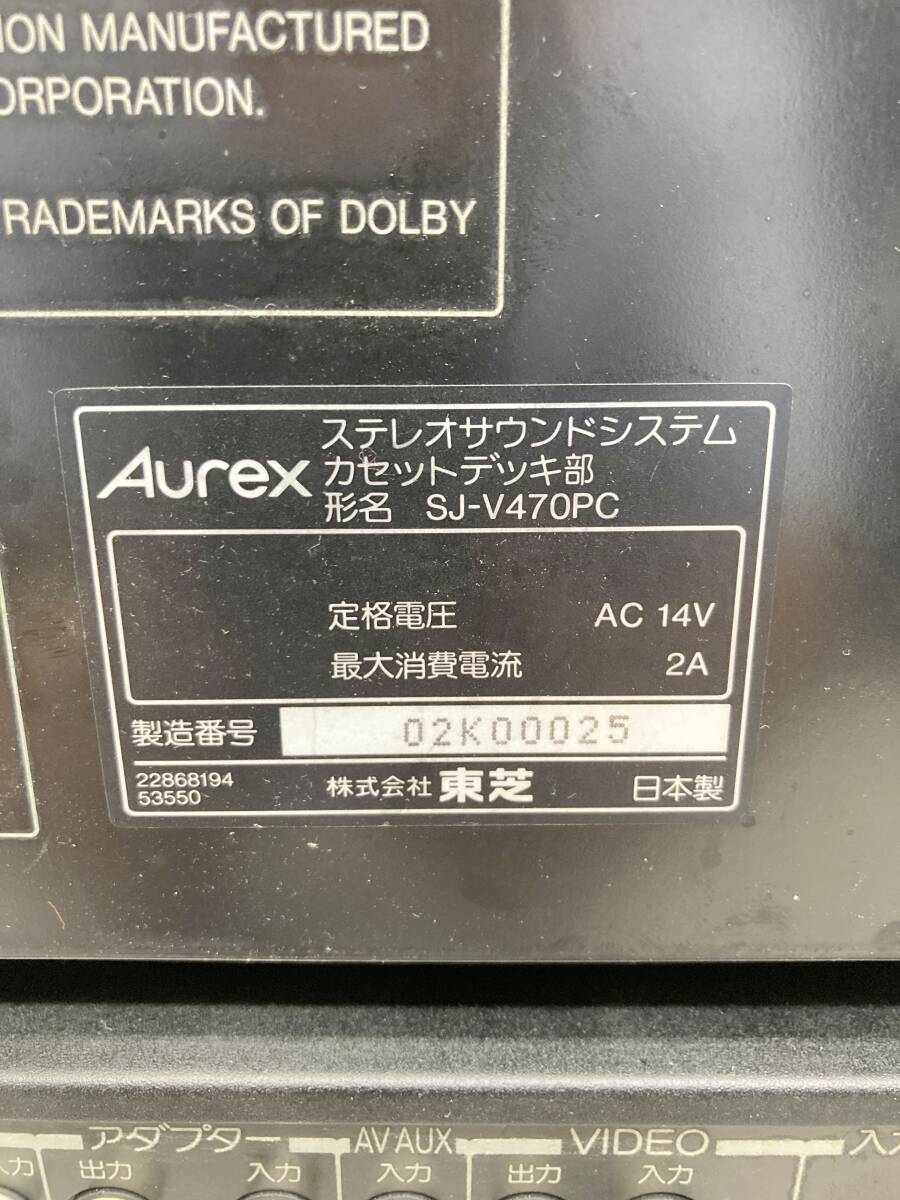 ION MANUFACTURED
ORPORATION.
RADEMARKS OF DOLBY
Aurex
ステレオサウンドシステム
カセットデッキ部
形名 SJ-V470PC
定格電圧 AC 14V
最大消費電流 2A
製造番号 02K00025
22868194
53550
株式会社 東芝 日本製
アダプター AV AUX VIDEO 入
入力 出力 入力 入力 出力 入力